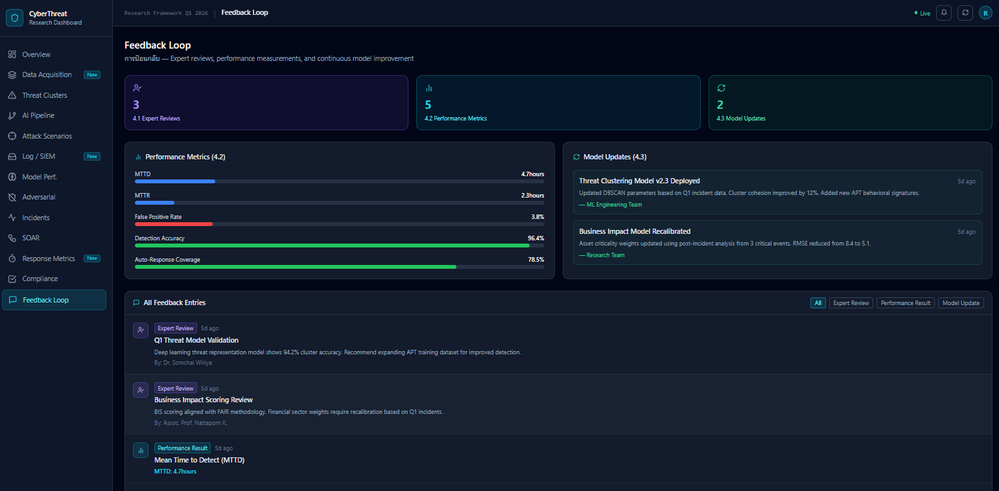 CyberThreat
Research Dashboard
Overview
Data Acquisition New
Threat Clusters
AI Pipeline
Attack Scenarios
Log / SIEM New
Model Perf.
Adversarial
Incidents
SOAR
Response Metrics New
Compliance
Feedback Loop
Research Framework Q1 2026 | Feedback Loop
Live
R
Feedback Loop
การป้อนกลับ — Expert reviews, performance measurements, and continuous model improvement
3
4.1 Expert Reviews
5
4.2 Performance Metrics
2
4.3 Model Updates
Performance Metrics (4.2)
MTTD 4.7hours
MTTR 2.3hours
False Positive Rate 3.8%
Detection Accuracy 96.4%
Auto-Response Coverage 78.5%
Model Updates (4.3)
Threat Clustering Model v2.3 Deployed 5d ago
Updated DBSCAN parameters based on Q1 incident data. Cluster cohesion improved by 12%. Added new APT behavioral signatures.
— ML Engineering Team
Business Impact Model Recalibrated 5d ago
Asset criticality weights updated using post-incident analysis from 3 critical events. RMSE reduced from 8.4 to 5.1.
— Research Team
All Feedback Entries
All Expert Review Performance Result Model Update
Expert Review 5d ago
Q1 Threat Model Validation
Deep learning threat representation model shows 94.2% cluster accuracy. Recommend expanding APT training dataset for improved detection.
By: Dr. Somchai Wiriya
Expert Review 5d ago
Business Impact Scoring Review
BIS scoring aligned with FAIR methodology. Financial sector weights require recalibration based on Q1 incidents.
By: Assoc. Prof. Nattaporn K.
Performance Result 5d ago
Mean Time to Detect (MTTD)
MTTD: 4.7hours